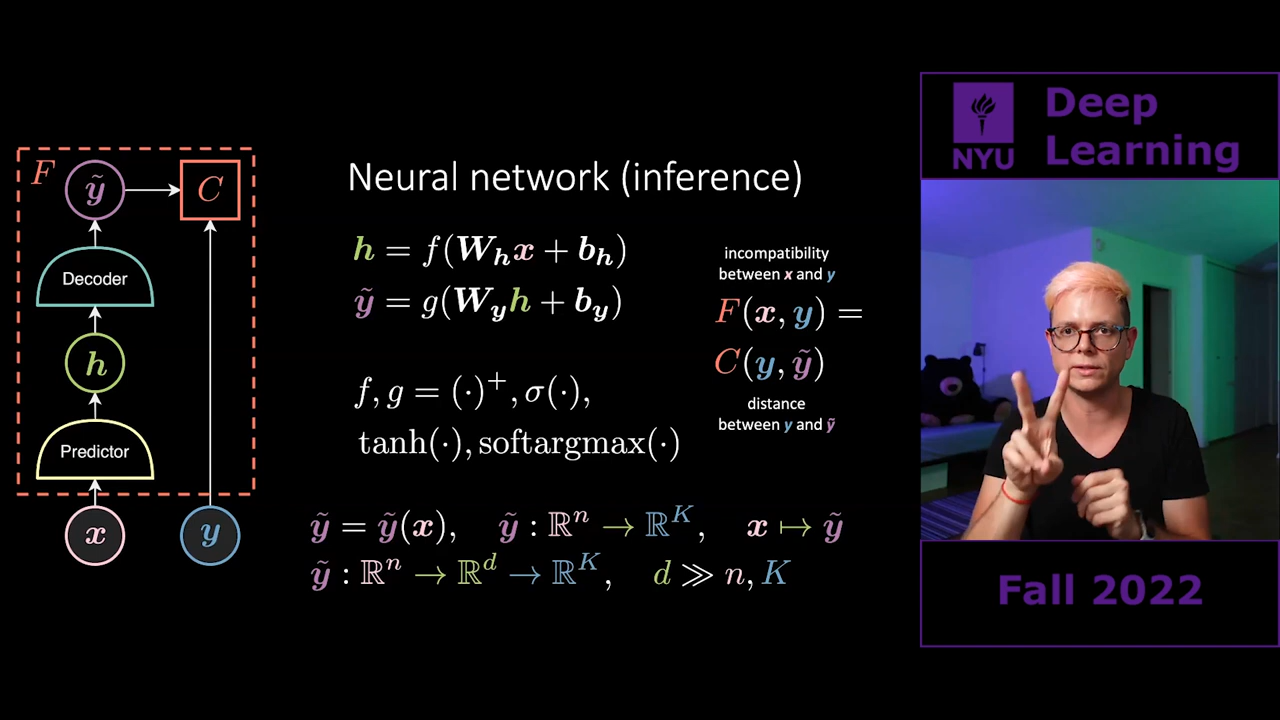 F
ỹ
C
Decoder
h
Predictor
x
y
Neural network (inference)
h = f(W_h x + b_h)
ỹ = g(W_y h + b_y)
f, g = (·)⁺, σ(·),
tanh(·), softargmax(·)
incompatibility
between x and y
F(x, y) =
C(y, ỹ)
distance
between y and ỹ
ỹ = ỹ(x), ỹ : ℝⁿ → ℝᴷ, x ↦ ỹ
ỹ : ℝⁿ → ℝᵈ → ℝᴷ, d ≫ n, K
NYU
Deep
Learning
Fall 2022